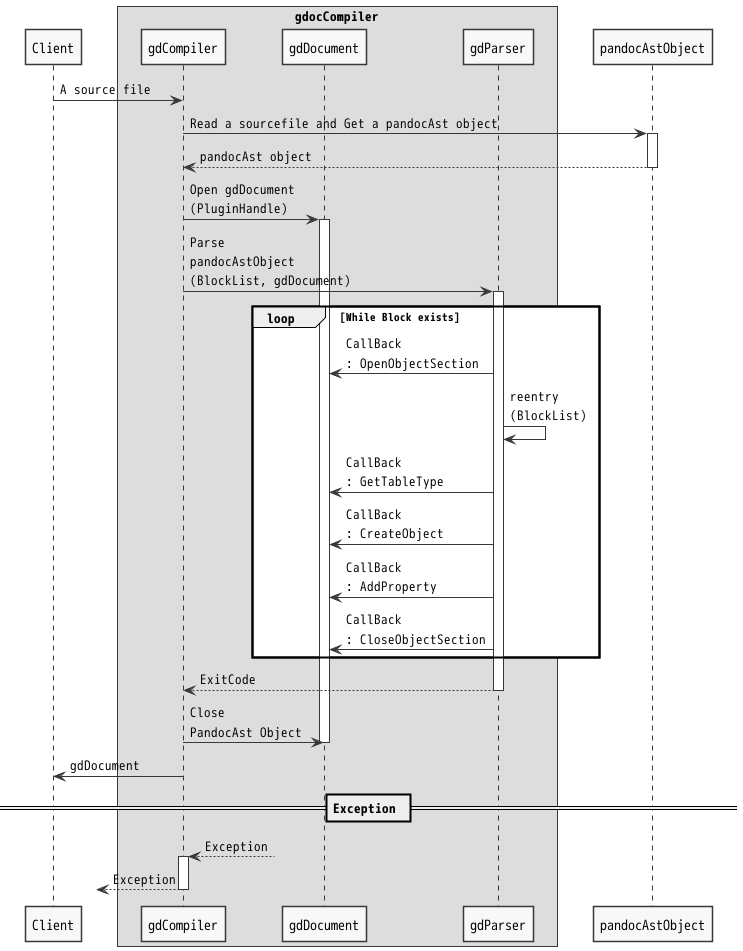 gdocCompiler
Client
gdCompiler
gdDocument
gdParser
pandocAstObject
A source file
Read a sourcefile and Get a pandocAst object
pandocAst object
Open gdDocument
(PluginHandle)
Parse
pandocAstObject
(BlockList, gdDocument)
loop
[While Block exists]
CallBack
: OpenObjectSection
reentry
(BlockList)
CallBack
: GetTableType
CallBack
: CreateObject
CallBack
: AddProperty
CallBack
: CloseObjectSection
ExitCode
Close
PandocAst Object
gdDocument
Exception
Exception
Exception
Client
gdCompiler
gdDocument
gdParser
pandocAstObject